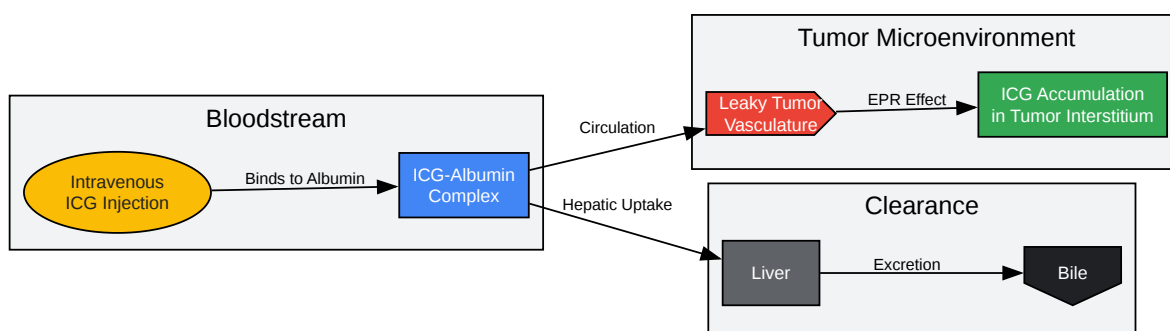 Bloodstream
Intravenous
ICG Injection
Binds to Albumin
ICG-Albumin
Complex
Circulation
Hepatic Uptake
Tumor Microenvironment
Leaky Tumor
Vasculature
EPR Effect
ICG Accumulation
in Tumor Interstitium
Clearance
Liver
Excretion
Bile